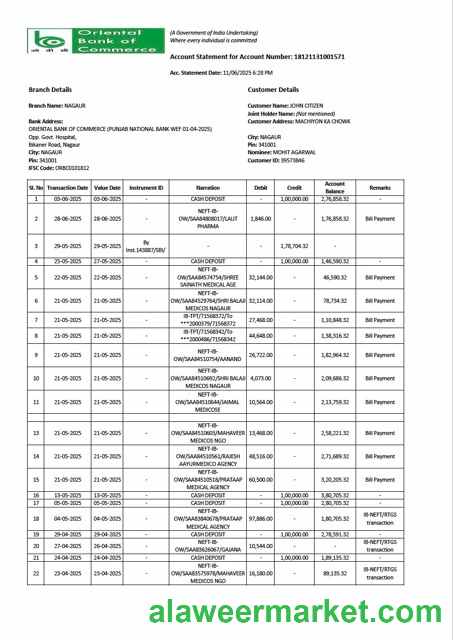 Oriental
Bank of
Commerce
(A Government of India Undertaking)
Where every individual is committed
Account Statement for Account Number: 18121131001571
Acc. Statement Date: 11/06/2025 6:28 PM
Branch Details
Customer Details
Branch Name: NAGAUR
Customer Name: JOHN CITIZEN
Joint Holder Name: (Not mentioned)
Bank Address:
Customer Address: MACHIYON KA CHOWK
ORIENTAL BANK OF COMMERCE (PUNJAB NATIONAL BANK WEF 01-04-2025)
Opp. Govt. Hospital,
City: NAGAUR
Bikaner Road, Nagaur
Pin: 341001
City: NAGAUR
Nominee: MOHIT AGARWAL
Pin: 341001
Customer ID: 39573846
IFSC Code: ORBC0101812
Sl. No Transaction Date Value Date Instrument ID Narration Debit Credit Account Balance Remarks
1 03-06-2025 03-06-2025 - CASH DEPOSIT - 1,00,000.00 2,76,858.32 -
2 28-05-2025 28-05-2025 - NEFT-IB-OW/SAA84808017/LALIT PHARMA 1,846.00 - 1,76,858.32 Bill Payment
3 29-05-2025 29-05-2025 By Inst.143887/SBI/ - - 1,78,704.32 - -
4 25-05-2025 27-05-2025 - CASH DEPOSIT - 1,00,000.00 1,46,590.32 -
5 22-05-2025 22-05-2025 - NEFT-IB-OW/SAA84574754/SHREE SAINATH MEDICAL AGE 32,144.00 - 46,590.32 Bill Payment
6 21-05-2025 21-05-2025 - NEFT-IB-OW/SAA84529764/SHRI BALAJI MEDICOS NAGAUR 32,114.00 - 78,734.32 Bill Payment
7 21-05-2025 21-05-2025 - IB-TPT/71568372/To ***2000379/71568372 27,468.00 - 1,10,848.32 Bill Payment
8 21-05-2025 21-05-2025 - IB-TPT/71568342/To ***2000486/71568342 44,648.00 - 1,38,316.32 Bill Payment
9 21-05-2025 21-05-2025 - NEFT-IB-OW/SAA84510754/AANAND 26,722.00 - 1,82,964.32 Bill Payment
10 21-05-2025 21-05-2025 - NEFT-IB-OW/SAA84510692/SHRI BALAJI MEDICOS NAGAUR 4,073.00 - 2,09,686.32 Bill Payment
11 21-05-2025 21-05-2025 - NEFT-IB-OW/SAA84510644/JAIMAL MEDICOSE 10,564.00 - 2,13,759.32 Bill Payment
13 21-05-2025 21-05-2025 - NEFT-IB-OW/SAA84510605/MAHAVEER MEDICOS NGO 13,468.00 - 2,58,221.32 Bill Payment
14 21-05-2025 21-05-2025 - NEFT-IB-OW/SAA84510561/RAJESH AAYURMEDICO AGENCY 48,516.00 - 2,71,689.32 Bill Payment
15 21-05-2025 21-05-2025 - NEFT-IB-OW/SAA84510518/PRATAAP MEDICAL AGENCY 60,500.00 - 3,20,205.32 Bill Payment
16 13-05-2025 13-05-2025 - CASH DEPOSIT - 1,00,000.00 3,80,705.32 -
17 05-05-2025 05-05-2025 - CASH DEPOSIT - 1,00,000.00 2,80,705.32 -
18 04-05-2025 04-05-2025 - NEFT-IB-OW/SAA83840678/PRATAAP MEDICAL AGENCY 97,886.00 - 1,80,705.32 IB-NEFT/RTGS transaction
19 29-04-2025 29-04-2025 - CASH DEPOSIT - 1,00,000.00 2,78,591.32 -
20 27-04-2025 26-04-2025 - NEFT-IB-OW/SAA83626067/GAJANA 10,544.00 - - IB-NEFT/RTGS transaction
21 24-04-2025 24-04-2025 - CASH DEPOSIT - 1,00,000.00 1,89,135.32 -
22 23-04-2025 23-04-2025 - NEFT-IB-OW/SAA83575978/MAHAVEER MEDICOS NGO 16,180.00 - 89,135.32 IB-NEFT/RTGS transaction
alaweermarket.com